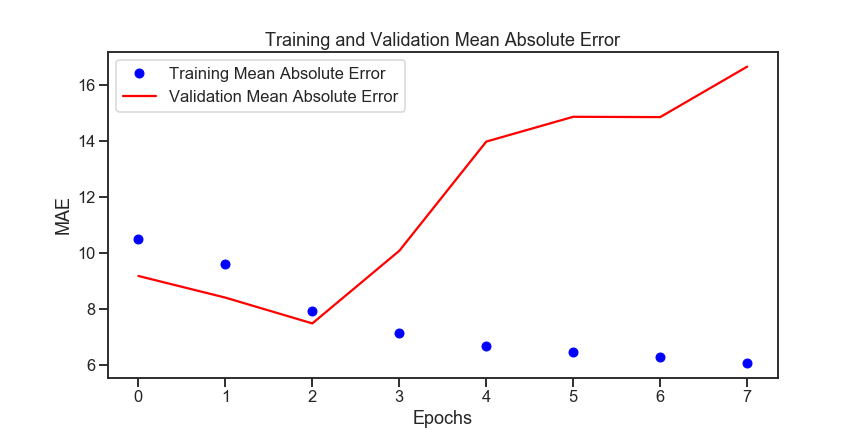 Training and Validation Mean Absolute Error
Training Mean Absolute Error
Validation Mean Absolute Error
MAE
16
14
12
10
8
6
0 1 2 3 4 5 6 7
Epochs